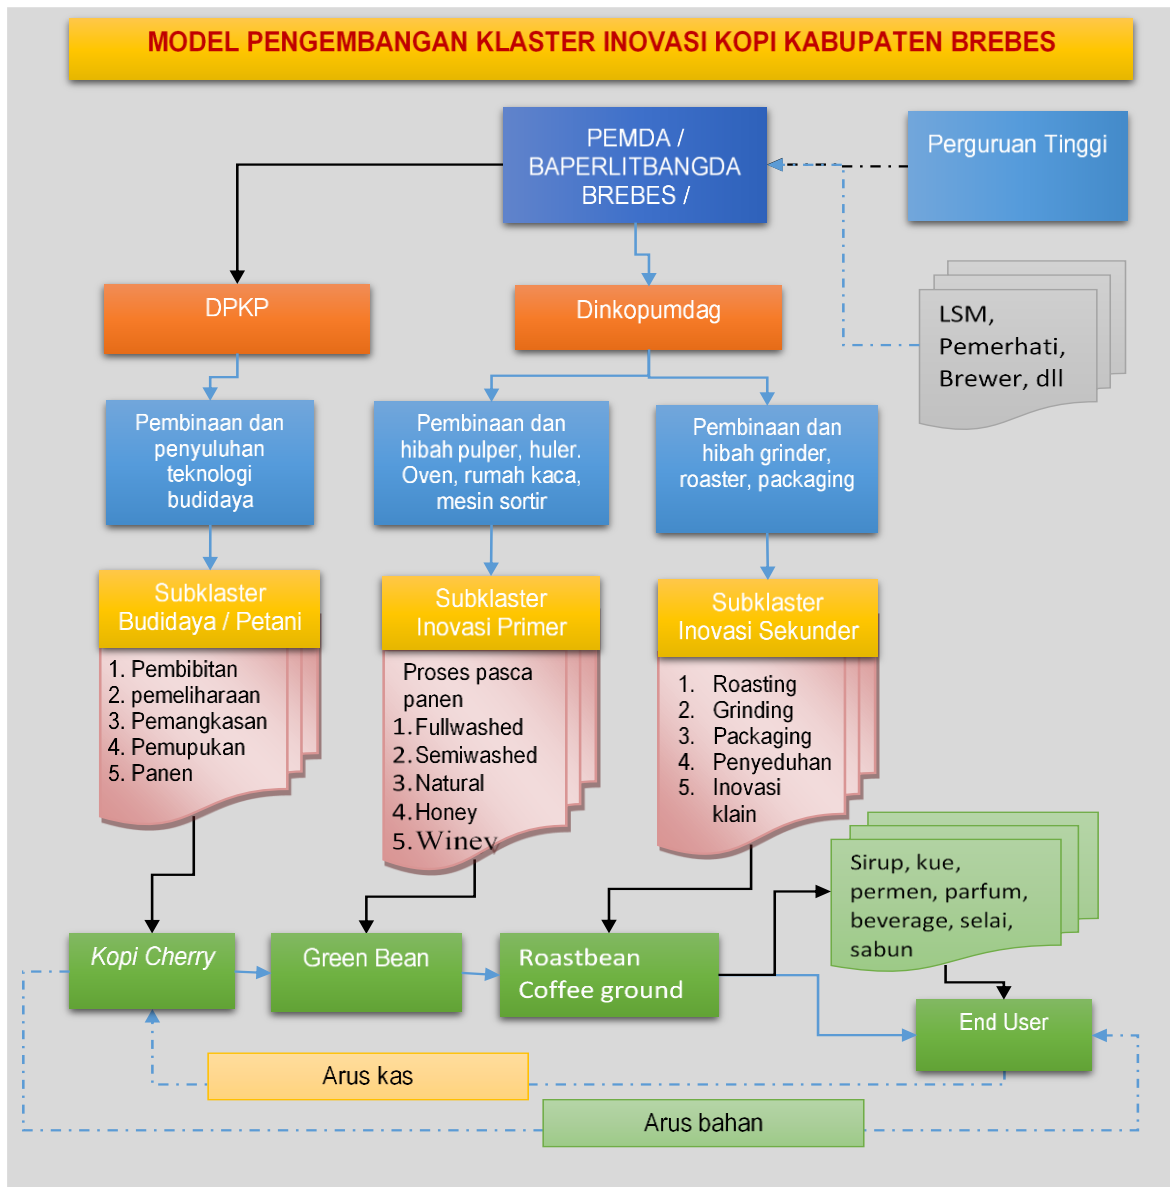 MODEL PENGEMBANGAN KLASTER INOVASI KOPI KABUPATEN BREBES
PEMDA /
BAPERLITBANGDA
BREBES /
Perguruan Tinggi
LSM,
Pemerhati,
Brewer, dll
DPKP
Dinkopumdag
Pembinaan dan
penyuluhan
teknologi
budidaya
Pembinaan dan
hibah pulper, huler.
Oven, rumah kaca,
mesin sortir
Pembinaan dan
hibah grinder,
roaster, packaging
Subklaster
Budidaya / Petani
1. Pembibitan
2. pemeliharaan
3. Pemangkasan
4. Pemupukan
5. Panen
Subklaster
Inovasi Primer
Proses pasca
panen
1. Fullwashed
2. Semiwashed
3. Natural
4. Honey
5. Winey
Subklaster
Inovasi Sekunder
1. Roasting
2. Grinding
3. Packaging
4. Penyeduhan
5. Inovasi
klain
Sirup, kue,
permen, parfum,
beverage, selai,
sabun
Kopi Cherry
Green Bean
Roastbean
Coffee ground
End User
Arus kas
Arus bahan